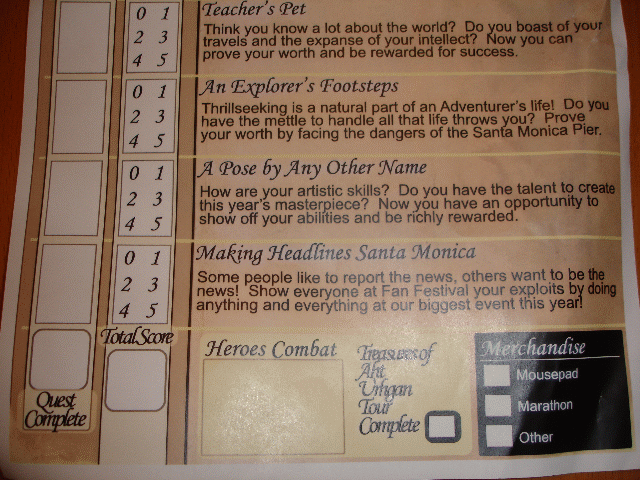 0 1
2 3
4 5
Teacher's Pet
Think you know a lot about the world? Do you boast of your
travels and the expanse of your intellect? Now you can
prove your worth and be rewarded for success.
0 1
2 3
4 5
An Explorer's Footsteps
Thrillseeking is a natural part of an Adventurer's life! Do you
have the mettle to handle all that life throws you? Prove
your worth by facing the dangers of the Santa Monica Pier.
0 1
2 3
4 5
A Pose by Any Other Name
How are your artistic skills? Do you have the talent to create
this year's masterpiece? Now you have an opportunity to
show off your abilities and be richly rewarded.
0 1
2 3
4 5
Making Headlines Santa Monica
Some people like to report the news, others want to be the
news! Show everyone at Fan Festival your exploits by doing
anything and everything at our biggest event this year!
Quest
Complete
Total Score
Heroes Combat
Treasures of
Aht
Urhgan
Tour
Complete
Merchandise
Mousepad
Marathon
Other